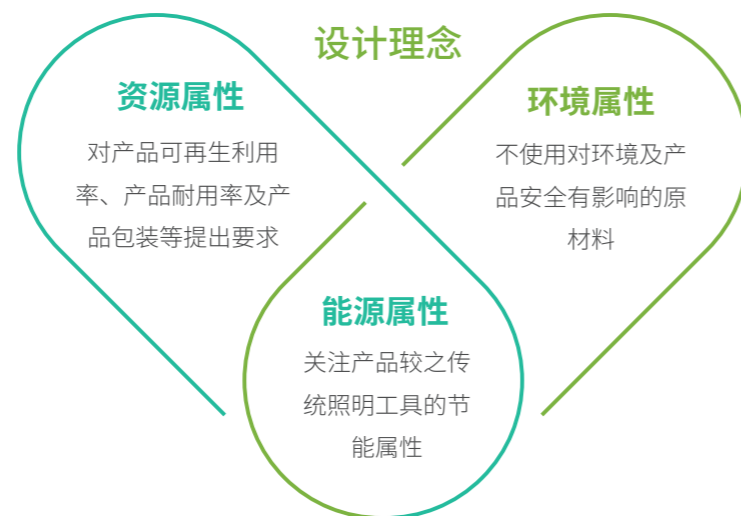 设计理念
资源属性
对产品可再生利用
率、产品耐用率及产
品包装等提出要求
环境属性
不使用对环境及产
品安全有影响的原
材料
能源属性
关注产品较之传
统照明工具的节
能属性